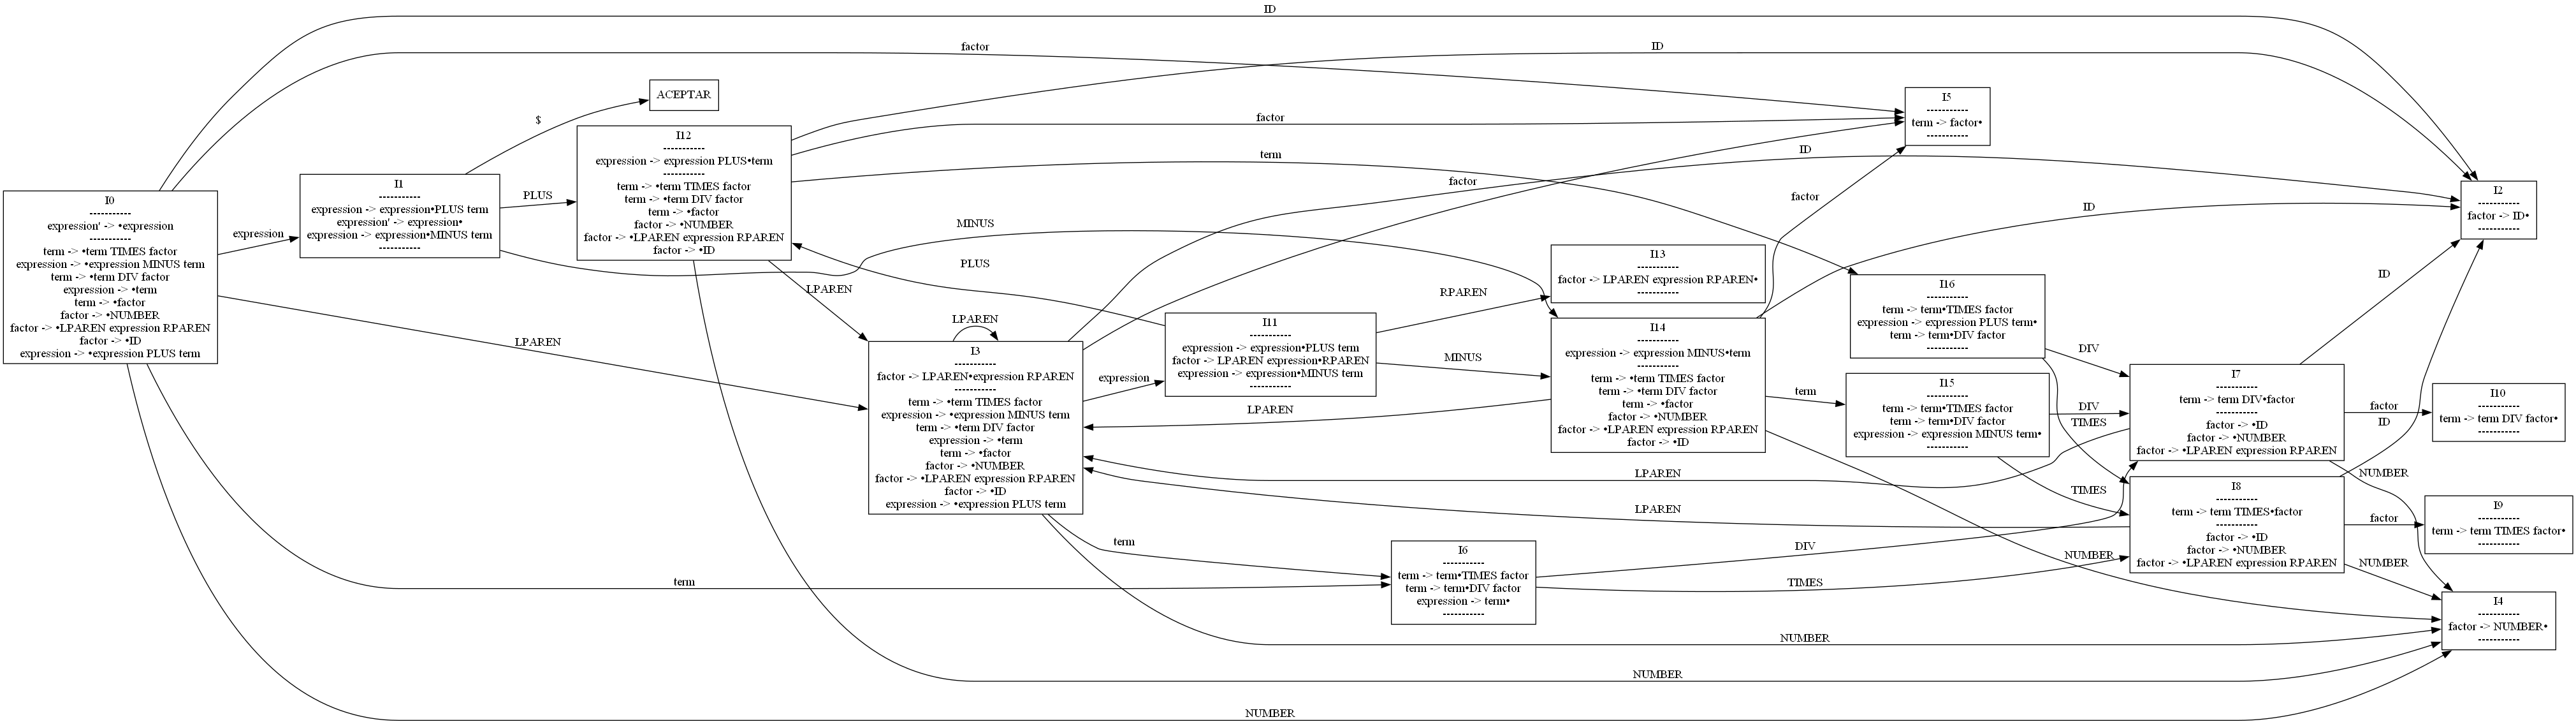 ID
factor
ID
ACEPTAR
$
I5
-----------
term -> factor•
-----------
I12
-----------
expression -> expression PLUS•term
-----------
term -> •term TIMES factor
term -> •term DIV factor
term -> •factor
factor -> •NUMBER
factor -> •LPAREN expression RPAREN
factor -> •ID
factor
term
ID
factor
factor
ID
I1
-----------
expression -> expression•PLUS term
expression' -> expression•
expression -> expression•MINUS term
-----------
PLUS
I2
-----------
factor -> ID•
-----------
I0
-----------
expression' -> •expression
-----------
term -> •term TIMES factor
expression -> •expression MINUS term
term -> •term DIV factor
expression -> •term
term -> •factor
factor -> •NUMBER
factor -> •LPAREN expression RPAREN
factor -> •ID
expression -> •expression PLUS term
expression
MINUS
PLUS
LPAREN
LPAREN
LPAREN
I13
-----------
factor -> LPAREN expression RPAREN•
-----------
RPAREN
ID
I16
-----------
term -> term•TIMES factor
expression -> expression PLUS term•
term -> term•DIV factor
-----------
DIV
I11
-----------
expression -> expression•PLUS term
factor -> LPAREN expression•RPAREN
expression -> expression•MINUS term
-----------
MINUS
I14
-----------
expression -> expression MINUS•term
-----------
term -> •term TIMES factor
term -> •term DIV factor
term -> •factor
factor -> •NUMBER
factor -> •LPAREN expression RPAREN
factor -> •ID
term
I3
-----------
factor -> LPAREN•expression RPAREN
-----------
term -> •term TIMES factor
expression -> •expression MINUS term
term -> •term DIV factor
expression -> •term
term -> •factor
factor -> •NUMBER
factor -> •LPAREN expression RPAREN
factor -> •ID
expression -> •expression PLUS term
expression
LPAREN
I15
-----------
term -> term•TIMES factor
term -> term•DIV factor
expression -> expression MINUS term•
-----------
DIV
TIMES
I7
-----------
term -> term DIV•factor
-----------
factor -> •ID
factor -> •NUMBER
factor -> •LPAREN expression RPAREN
factor
ID
I10
-----------
term -> term DIV factor•
-----------
LPAREN
NUMBER
TIMES
LPAREN
I8
-----------
term -> term TIMES•factor
-----------
factor -> •ID
factor -> •NUMBER
factor -> •LPAREN expression RPAREN
factor
I9
-----------
term -> term TIMES factor•
-----------
term
DIV
NUMBER
NUMBER
I6
-----------
term -> term•TIMES factor
term -> term•DIV factor
expression -> term•
-----------
TIMES
term
I4
-----------
factor -> NUMBER•
-----------
NUMBER
NUMBER
NUMBER